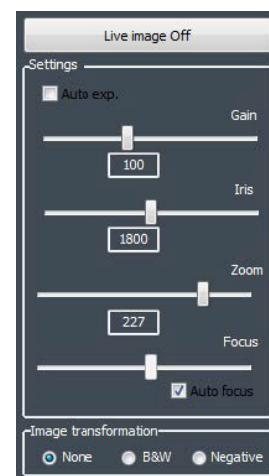 Live image Off
Settings
Auto exp.
Gain
100
Iris
1800
Zoom
227
Focus
Auto focus
Image transformation
None B&W Negative